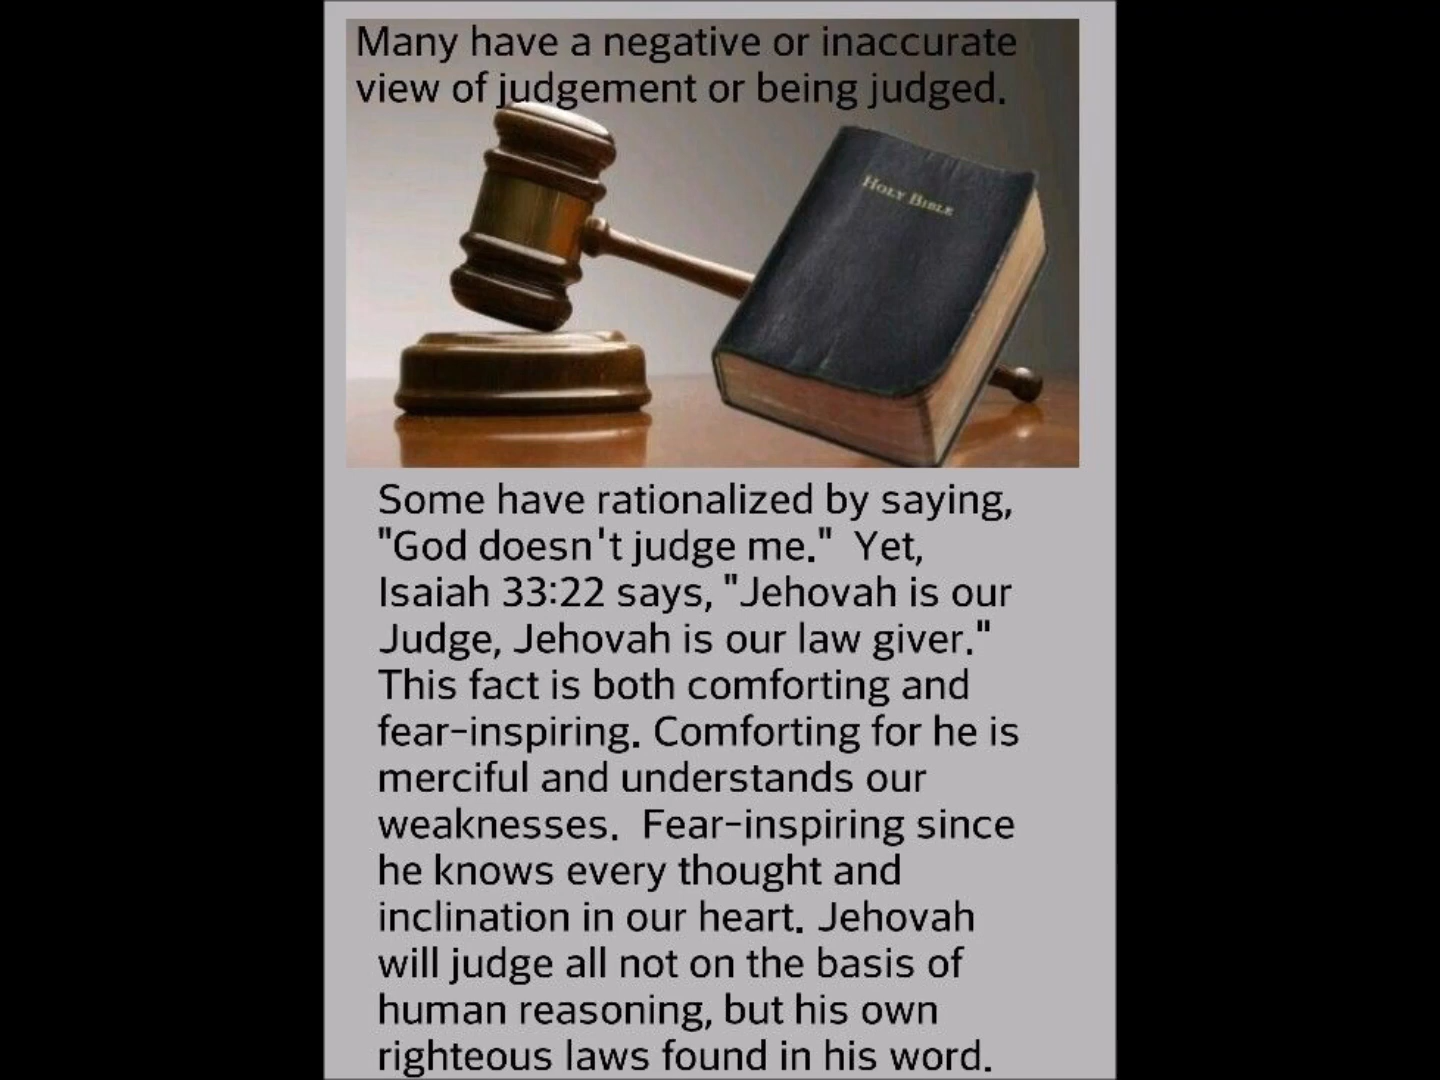 Many have a negative or inaccurate
view of judgement or being judged.
HOLY BIBLE
Some have rationalized by saying,
"God doesn't judge me."  Yet,
Isaiah 33:22 says, "Jehovah is our
Judge, Jehovah is our law giver."
This fact is both comforting and
fear-inspiring. Comforting for he is
merciful and understands our
weaknesses.  Fear-inspiring since
he knows every thought and
inclination in our heart. Jehovah
will judge all not on the basis of
human reasoning, but his own
righteous laws found in his word.